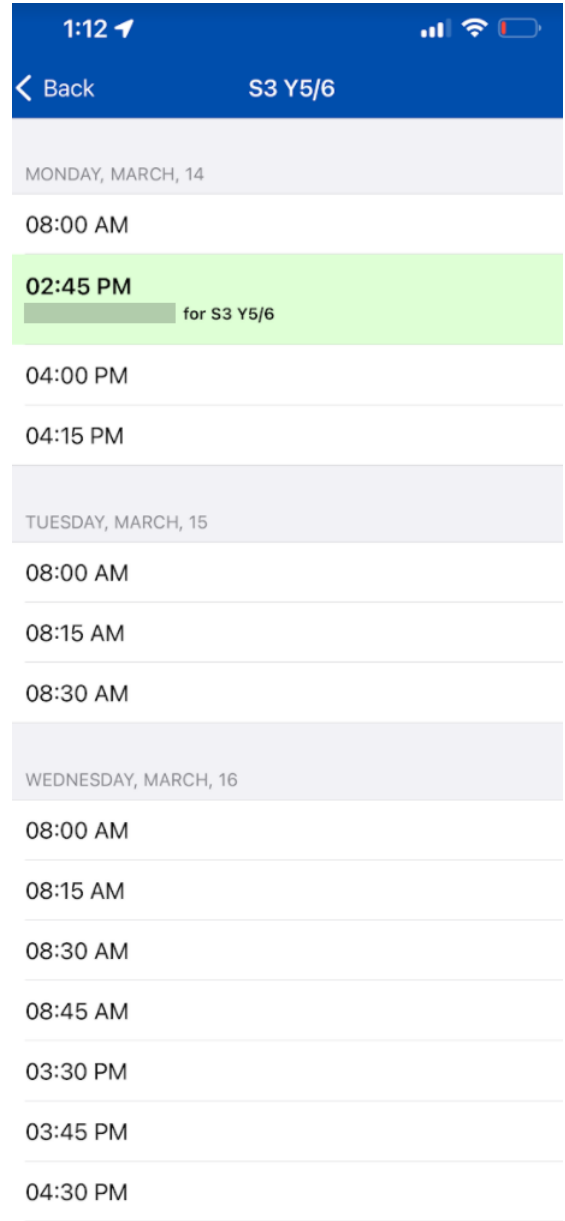 1:12
Back
S3 Y5/6
MONDAY, MARCH, 14
08:00 AM
02:45 PM
for S3 Y5/6
04:00 PM
04:15 PM
TUESDAY, MARCH, 15
08:00 AM
08:15 AM
08:30 AM
WEDNESDAY, MARCH, 16
08:00 AM
08:15 AM
08:30 AM
08:45 AM
03:30 PM
03:45 PM
04:30 PM